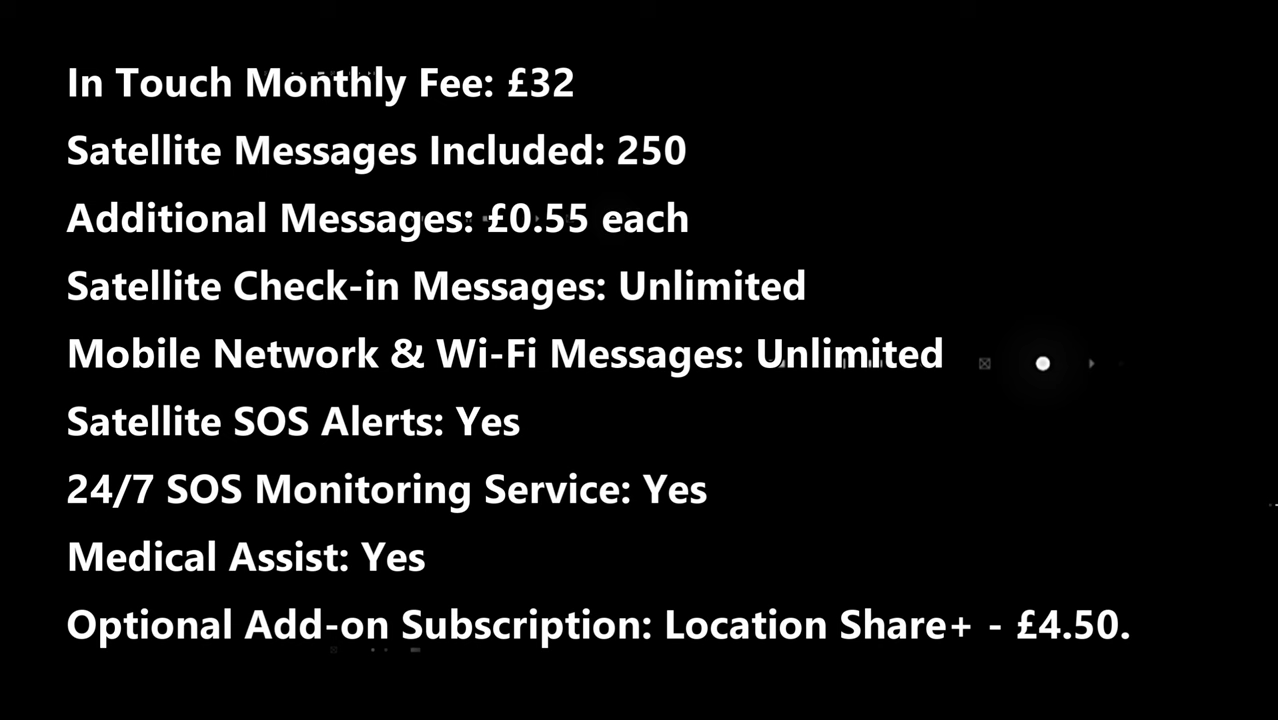 In Touch Monthly Fee: £32
Satellite Messages Included: 250
Additional Messages: £0.55 each
Satellite Check-in Messages: Unlimited
Mobile Network & Wi-Fi Messages: Unlimited
Satellite SOS Alerts: Yes
24/7 SOS Monitoring Service: Yes
Medical Assist: Yes
Optional Add-on Subscription: Location Share+ - £4.50.